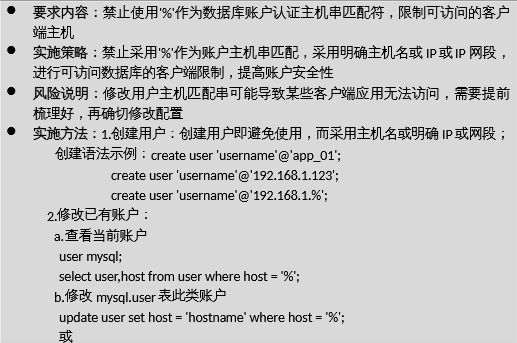 ● 要求内容：禁止使用'%'作为数据库账户认证主机串匹配符，限制可访问的客户
端主机
● 实施策略：禁止采用'%'作为账户主机串匹配，采用明确主机名或 IP 或 IP 网段，
进行可访问数据库的客户端限制，提高账户安全性
● 风险说明：修改用户主机匹配串可能导致某些客户端应用无法访问，需要提前
梳理好，再确切修改配置
● 实施方法：1.创建用户：创建用户即避免使用，而采用主机名或明确 IP 或网段；
创建语法示例：create user 'username'@'app_01';
create user 'username'@'192.168.1.123';
create user 'username'@'192.168.1.%';
2.修改已有账户：
a.查看当前账户
user mysql;
select user,host from user where host = '%';
b.修改 mysql.user 表此类账户
update user set host = 'hostname' where host = '%';
或